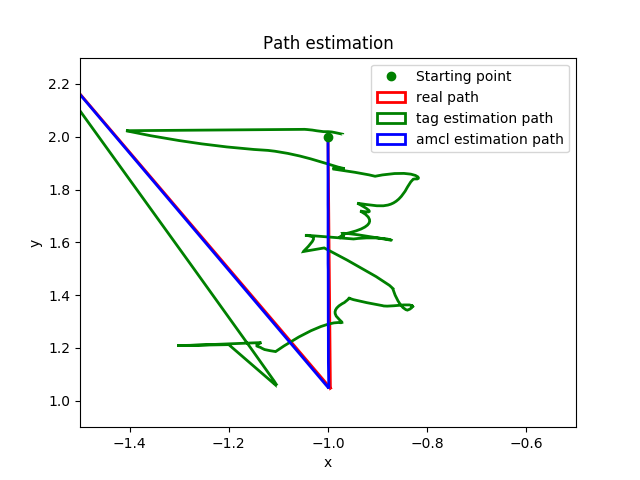 Path estimation
Starting point
real path
tag estimation path
amcl estimation path
y
2.2
2.0
1.8
1.6
1.4
1.2
1.0
−1.4
−1.2
−1.0
−0.8
−0.6
x